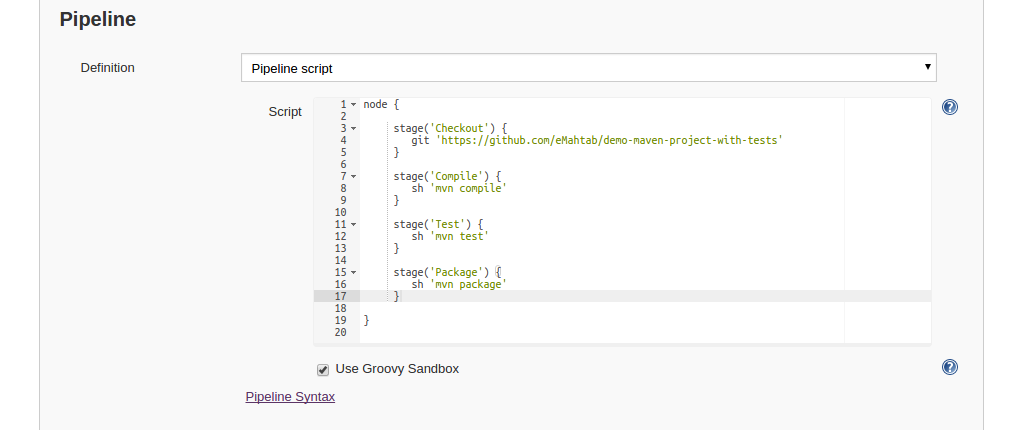 Pipeline
Definition
Pipeline script
Script
1 node {
2
3 stage('Checkout') {
4 git 'https://github.com/eMahtab/demo-maven-project-with-tests'
5 }
6
7 stage('Compile') {
8 sh 'mvn compile'
9 }
10
11 stage('Test') {
12 sh 'mvn test'
13 }
14
15 stage('Package') {
16 sh 'mvn package'
17 }
18
19 }
20
?
Use Groovy Sandbox
?
Pipeline Syntax